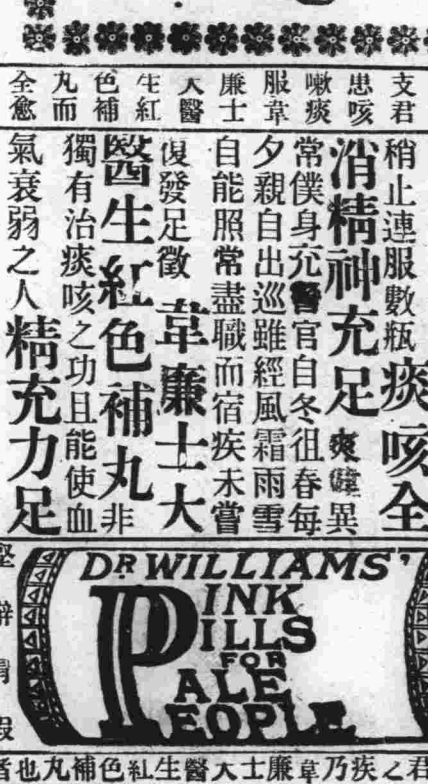 支君
患咳
嗽痰
服韋
廉士
大醫
生紅
色補
丸而
全愈
稍止連服數瓶痰咳全
消精神充足爽健異
常僕身充警官自冬徂春每
夕親自出巡雖經風霜雨雪
自能照常盡職而宿疾未嘗
復發足徵韋廉士大
醫生紅色補丸非
獨有治痰咳之功且能使血
氣衰弱之人精充力足
DR WILLIAMS'
PINK
PILLS
FOR
PALE
PEOPLE
君之疾乃韋廉士大醫生紅色補丸也